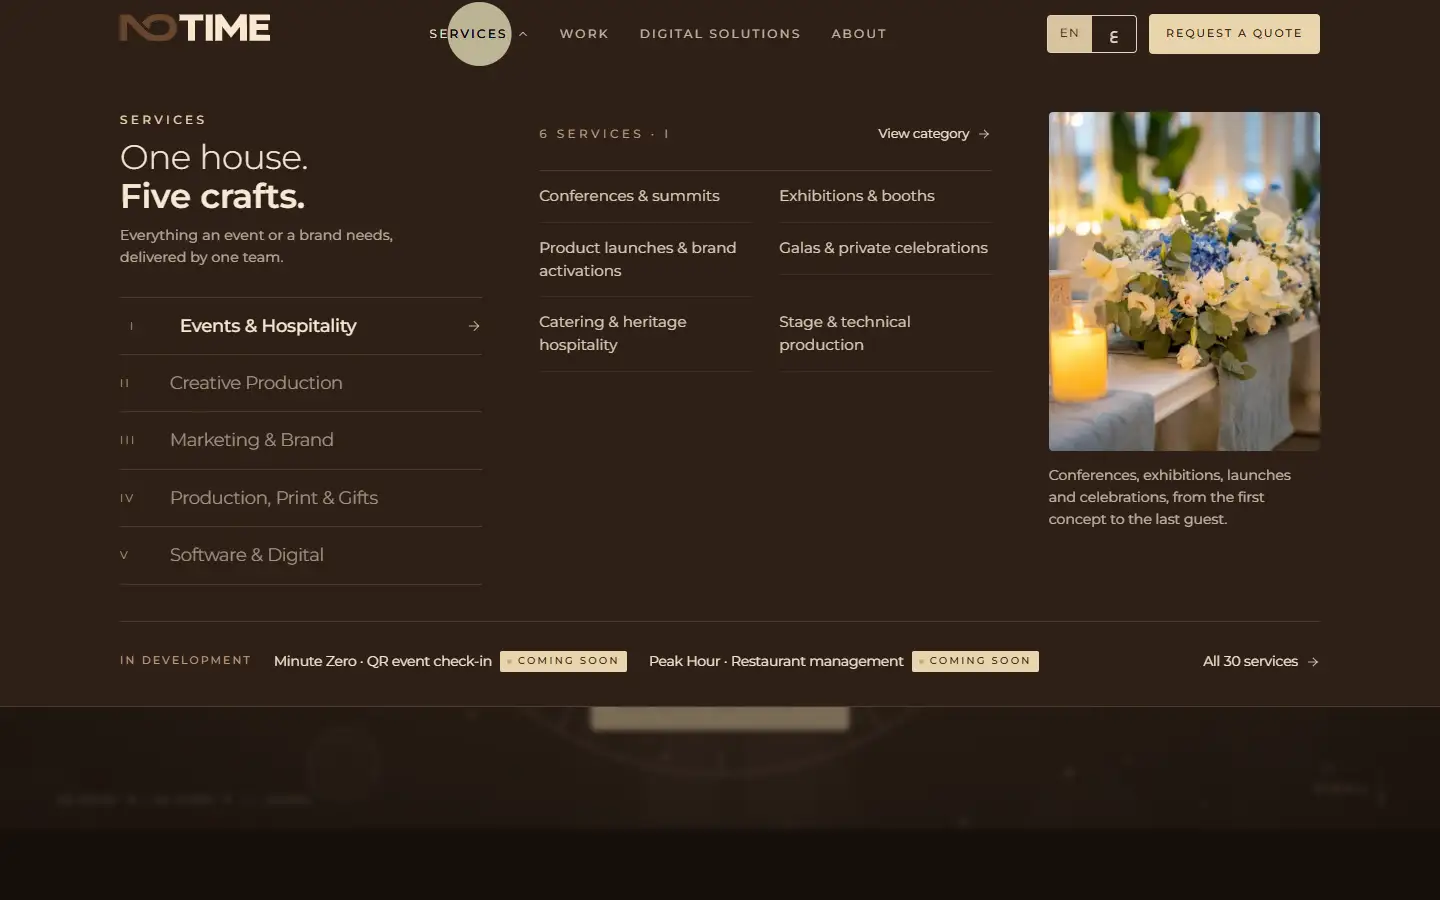 NOTIME
SERVICES
WORK
DIGITAL SOLUTIONS
ABOUT
EN
ع
REQUEST A QUOTE
SERVICES
One house.
Five crafts.
Everything an event or a brand needs,
delivered by one team.
I Events & Hospitality →
II Creative Production
III Marketing & Brand
IV Production, Print & Gifts
V Software & Digital
6 SERVICES · I
View category →
Conferences & summits
Exhibitions & booths
Product launches & brand
activations
Galas & private celebrations
Catering & heritage
hospitality
Stage & technical
production
Conferences, exhibitions, launches
and celebrations, from the first
concept to the last guest.
IN DEVELOPMENT
Minute Zero · QR event check-in
COMING SOON
Peak Hour · Restaurant management
COMING SOON
All 30 services →